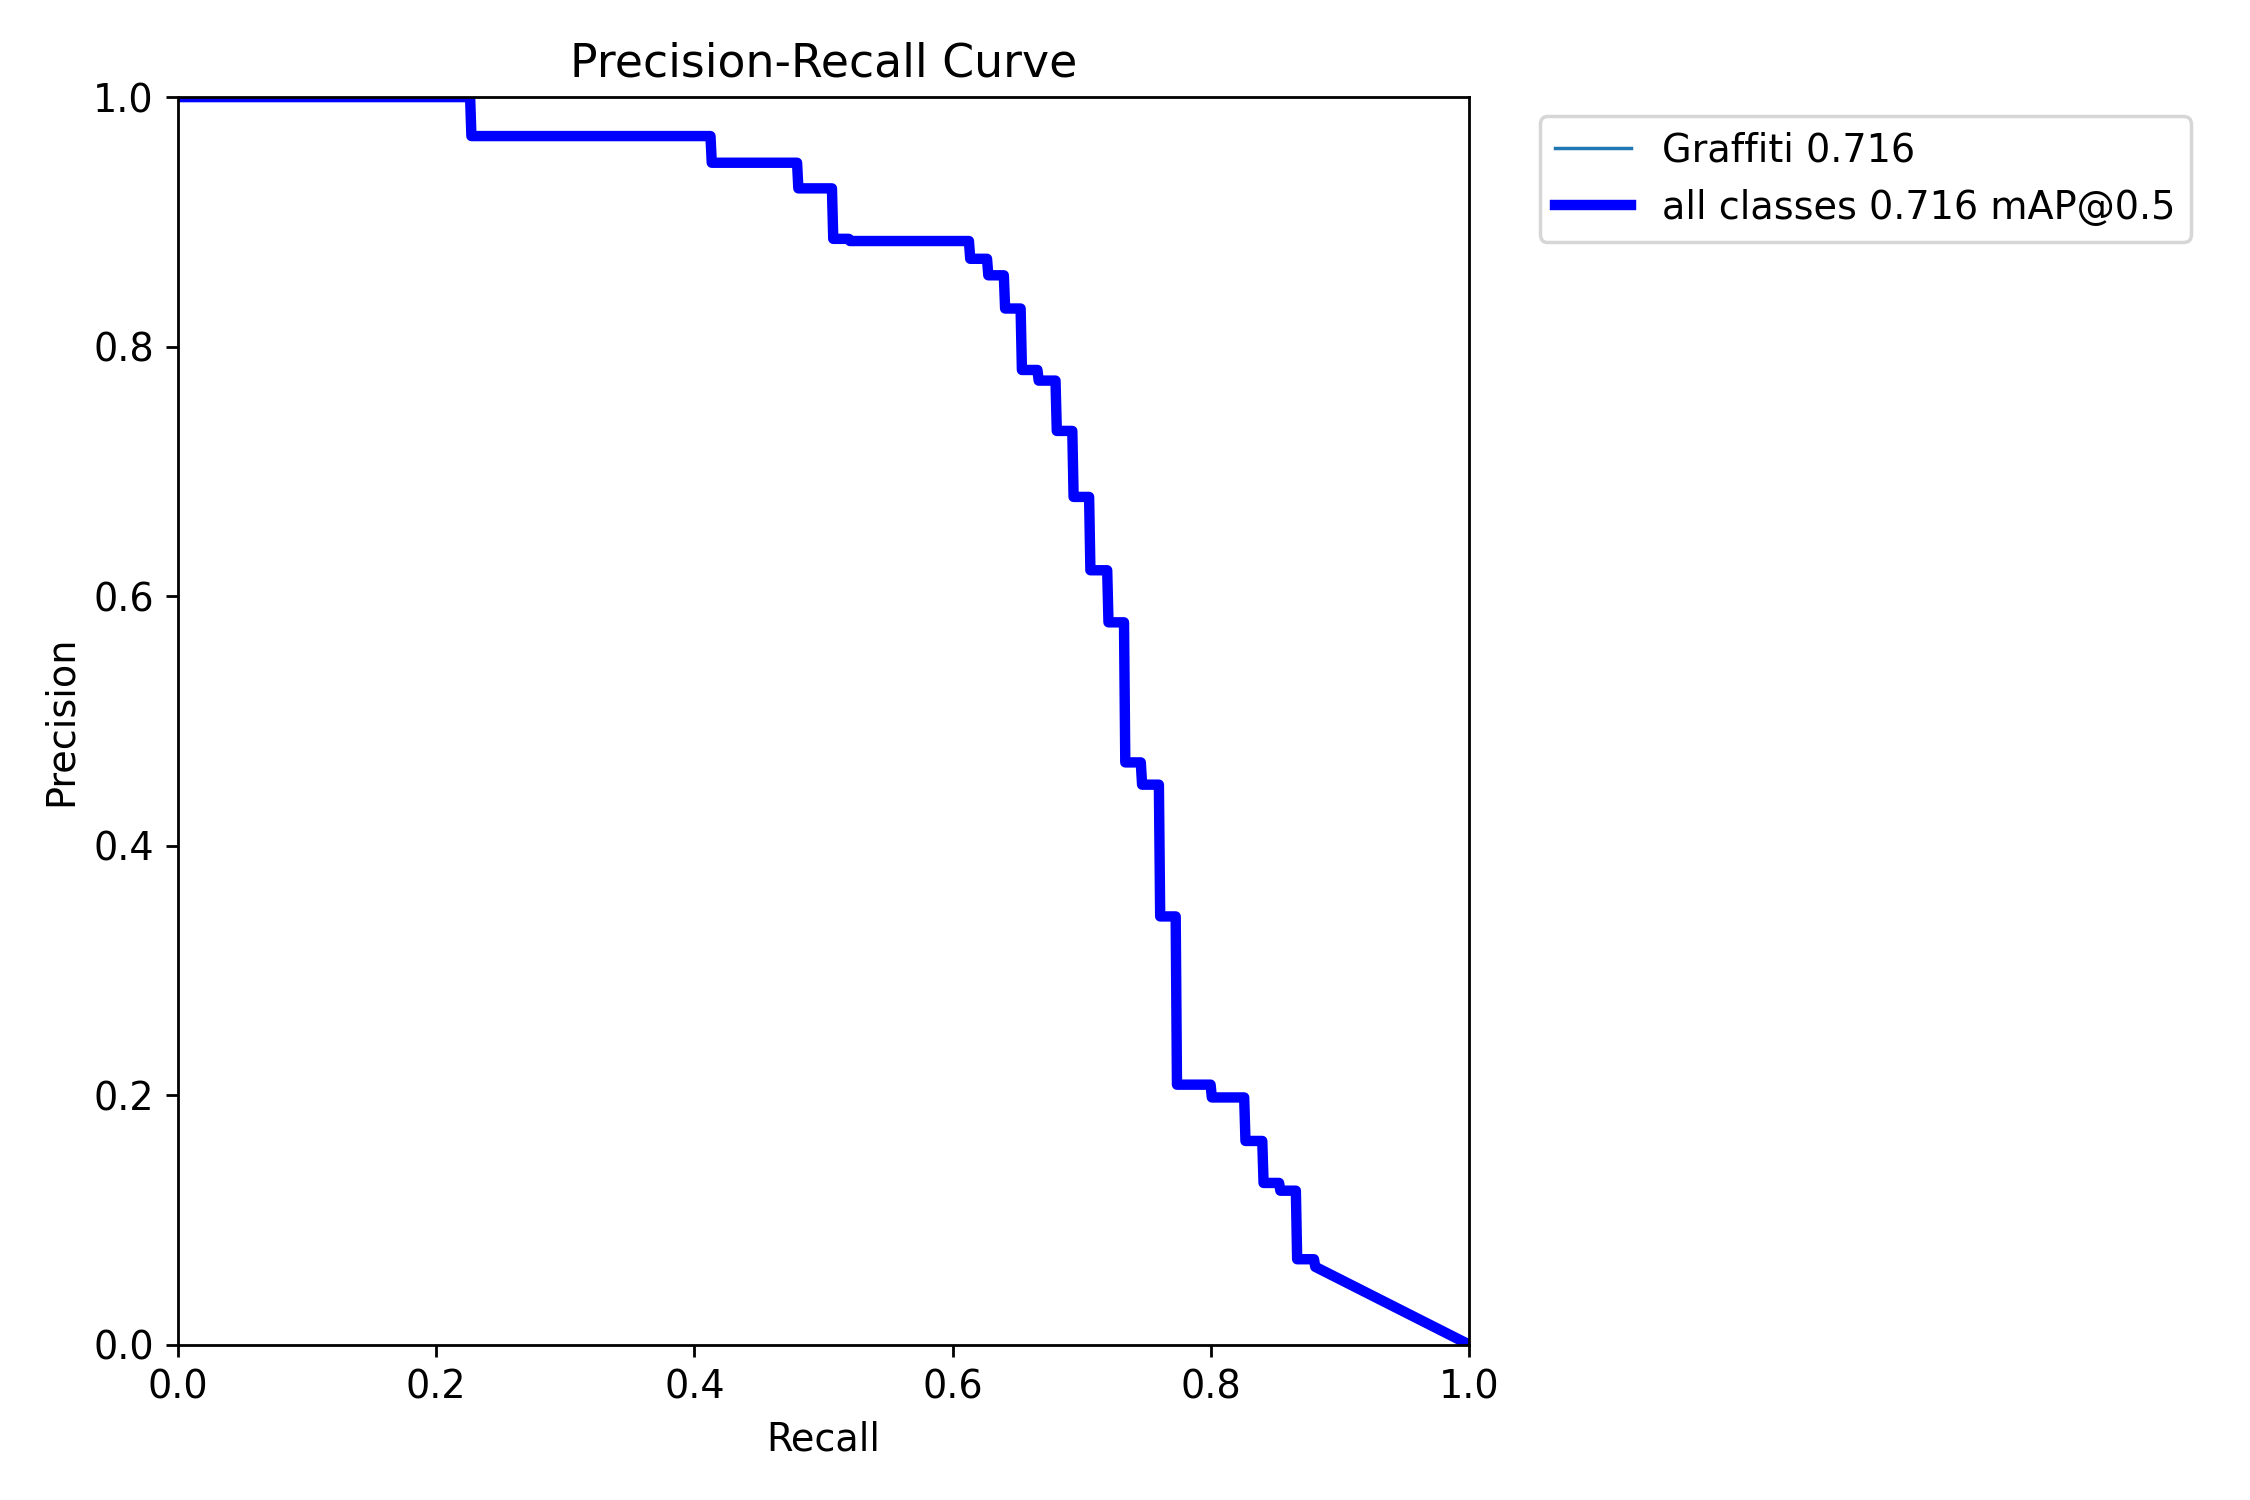 Precision-Recall Curve
Graffiti 0.716
all classes 0.716 mAP@0.5
1.0
0.8
0.6
0.4
0.2
0.0
Precision
0.0 0.2 0.4 0.6 0.8 1.0
Recall